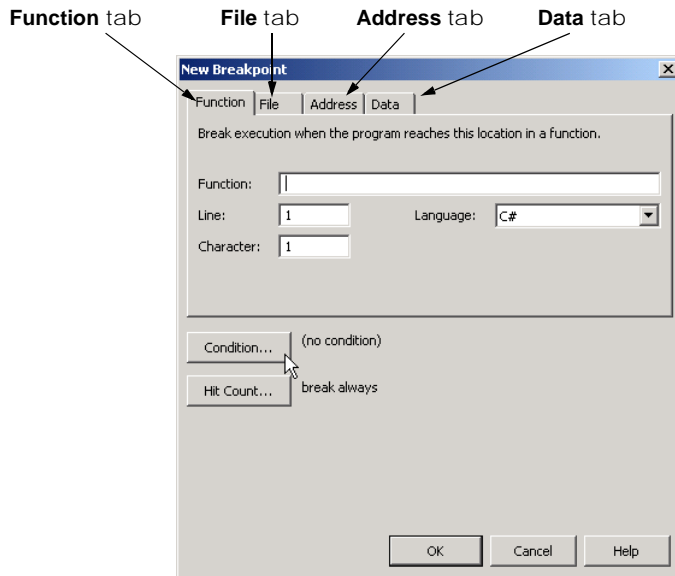 Function tab File tab Address tab Data tab
New Breakpoint
Function File Address Data
Break execution when the program reaches this location in a function.
Function:
Line: 1 Language: C#
Character: 1
Condition... (no condition)
Hit Count... break always
OK Cancel Help